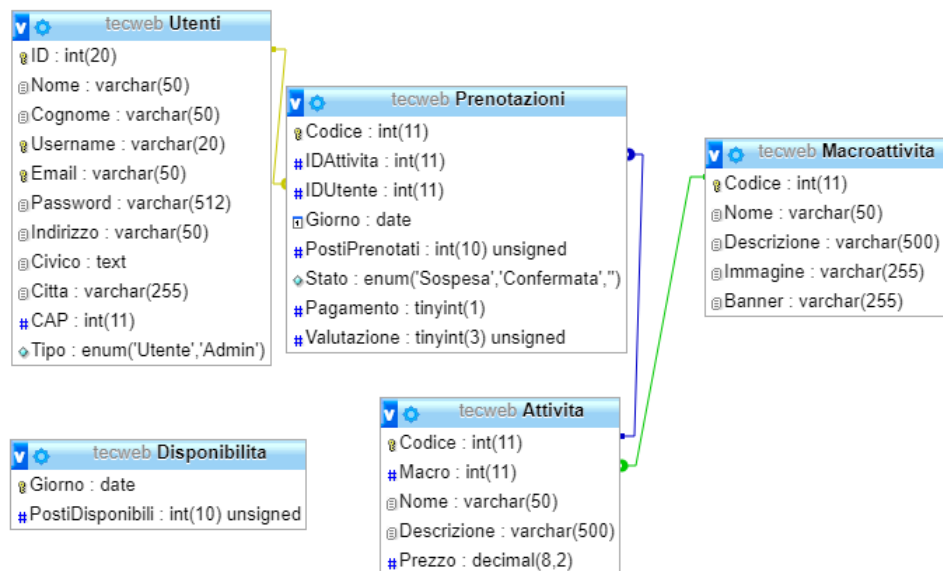 tecweb Utenti
ID : int(20)
Nome : varchar(50)
Cognome : varchar(50)
Username : varchar(20)
Email : varchar(50)
Password : varchar(512)
Indirizzo : varchar(50)
Civico : text
Citta : varchar(255)
# CAP : int(11)
Tipo : enum('Utente','Admin')
tecweb Prenotazioni
Codice : int(11)
# IDAttivita : int(11)
# IDUtente : int(11)
Giorno : date
# PostiPrenotati : int(10) unsigned
Stato : enum('Sospesa','Confermata','')
# Pagamento : tinyint(1)
# Valutazione : tinyint(3) unsigned
tecweb Macroattivita
Codice : int(11)
Nome : varchar(50)
Descrizione : varchar(500)
Immagine : varchar(255)
Banner : varchar(255)
tecweb Disponibilita
Giorno : date
# PostiDisponibili : int(10) unsigned
tecweb Attivita
Codice : int(11)
# Macro : int(11)
Nome : varchar(50)
Descrizione : varchar(500)
# Prezzo : decimal(8,2)